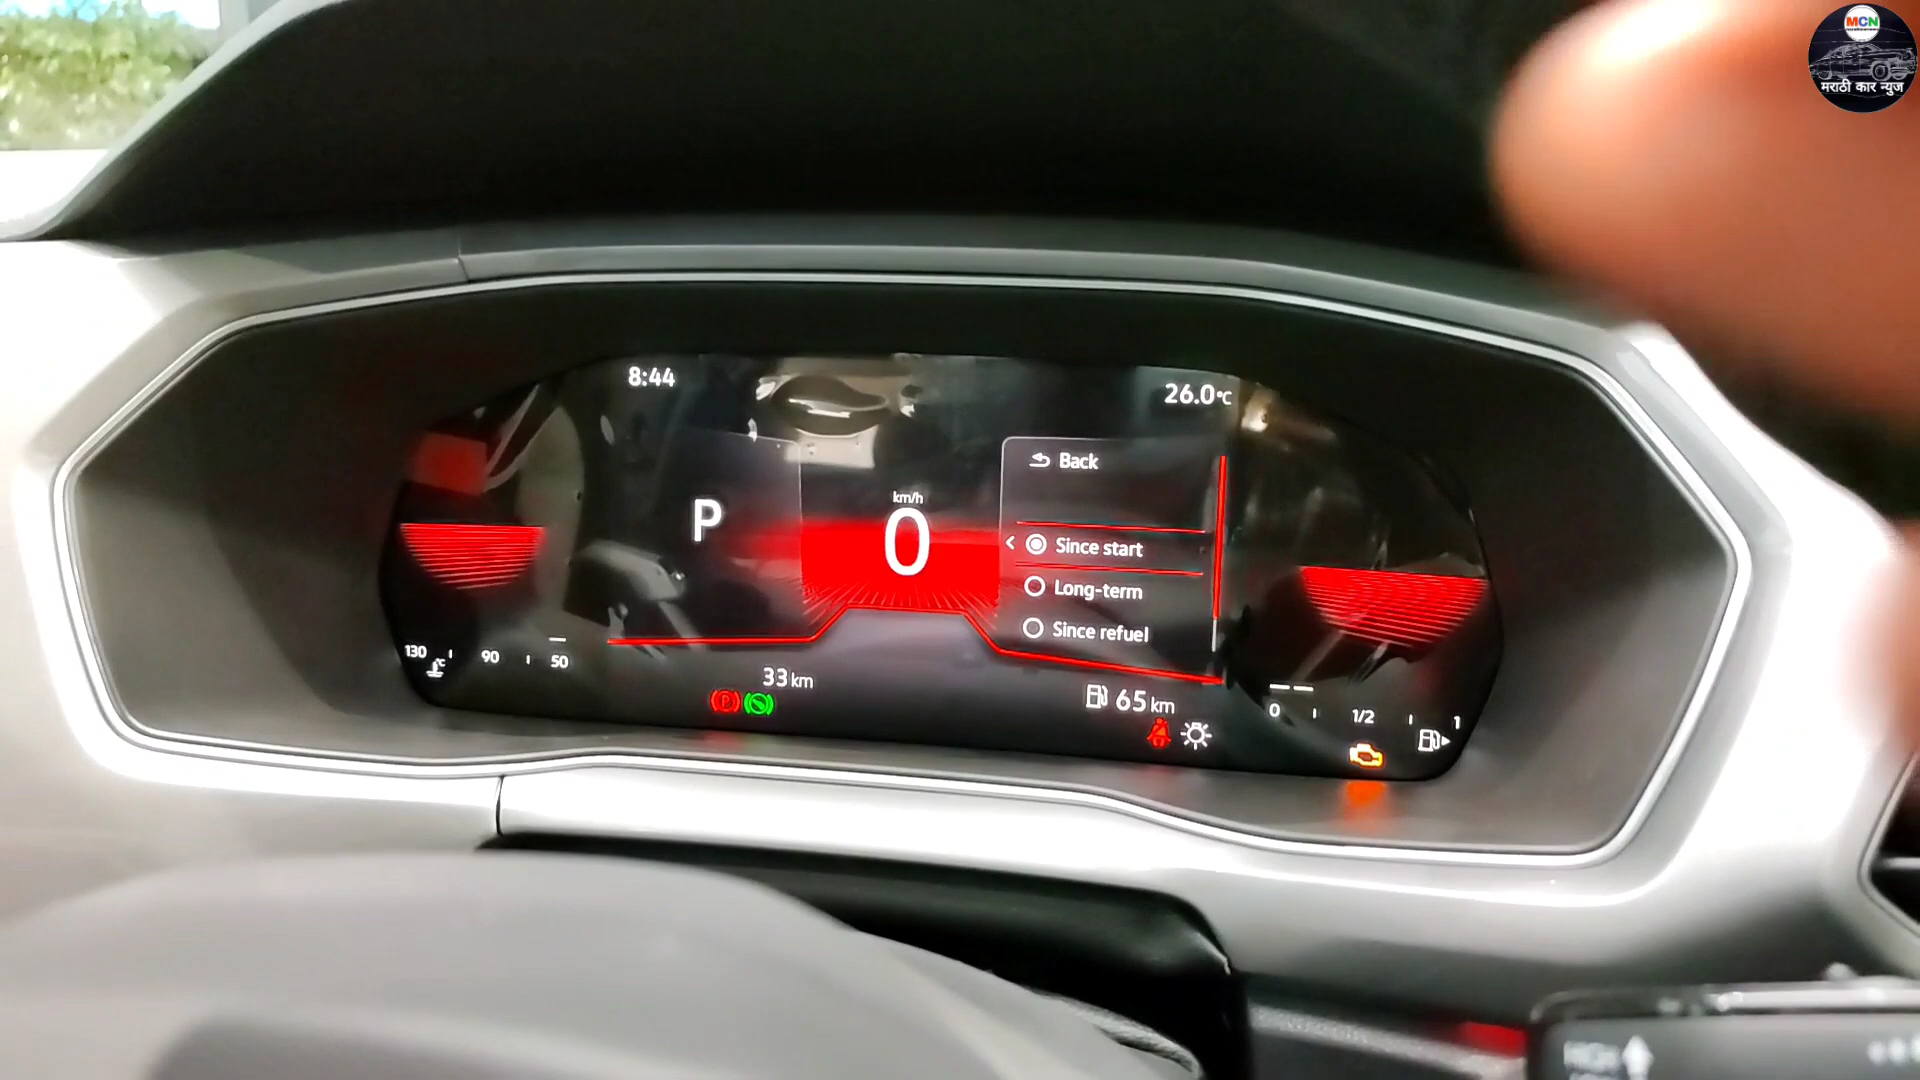 MCN
मराठी कार न्युज
8:44
26.0°C
Back
P
km/h
0
Since start
Long-term
Since refuel
130
°C
90
50
33 km
65 km
0
1/2
1
HIGH